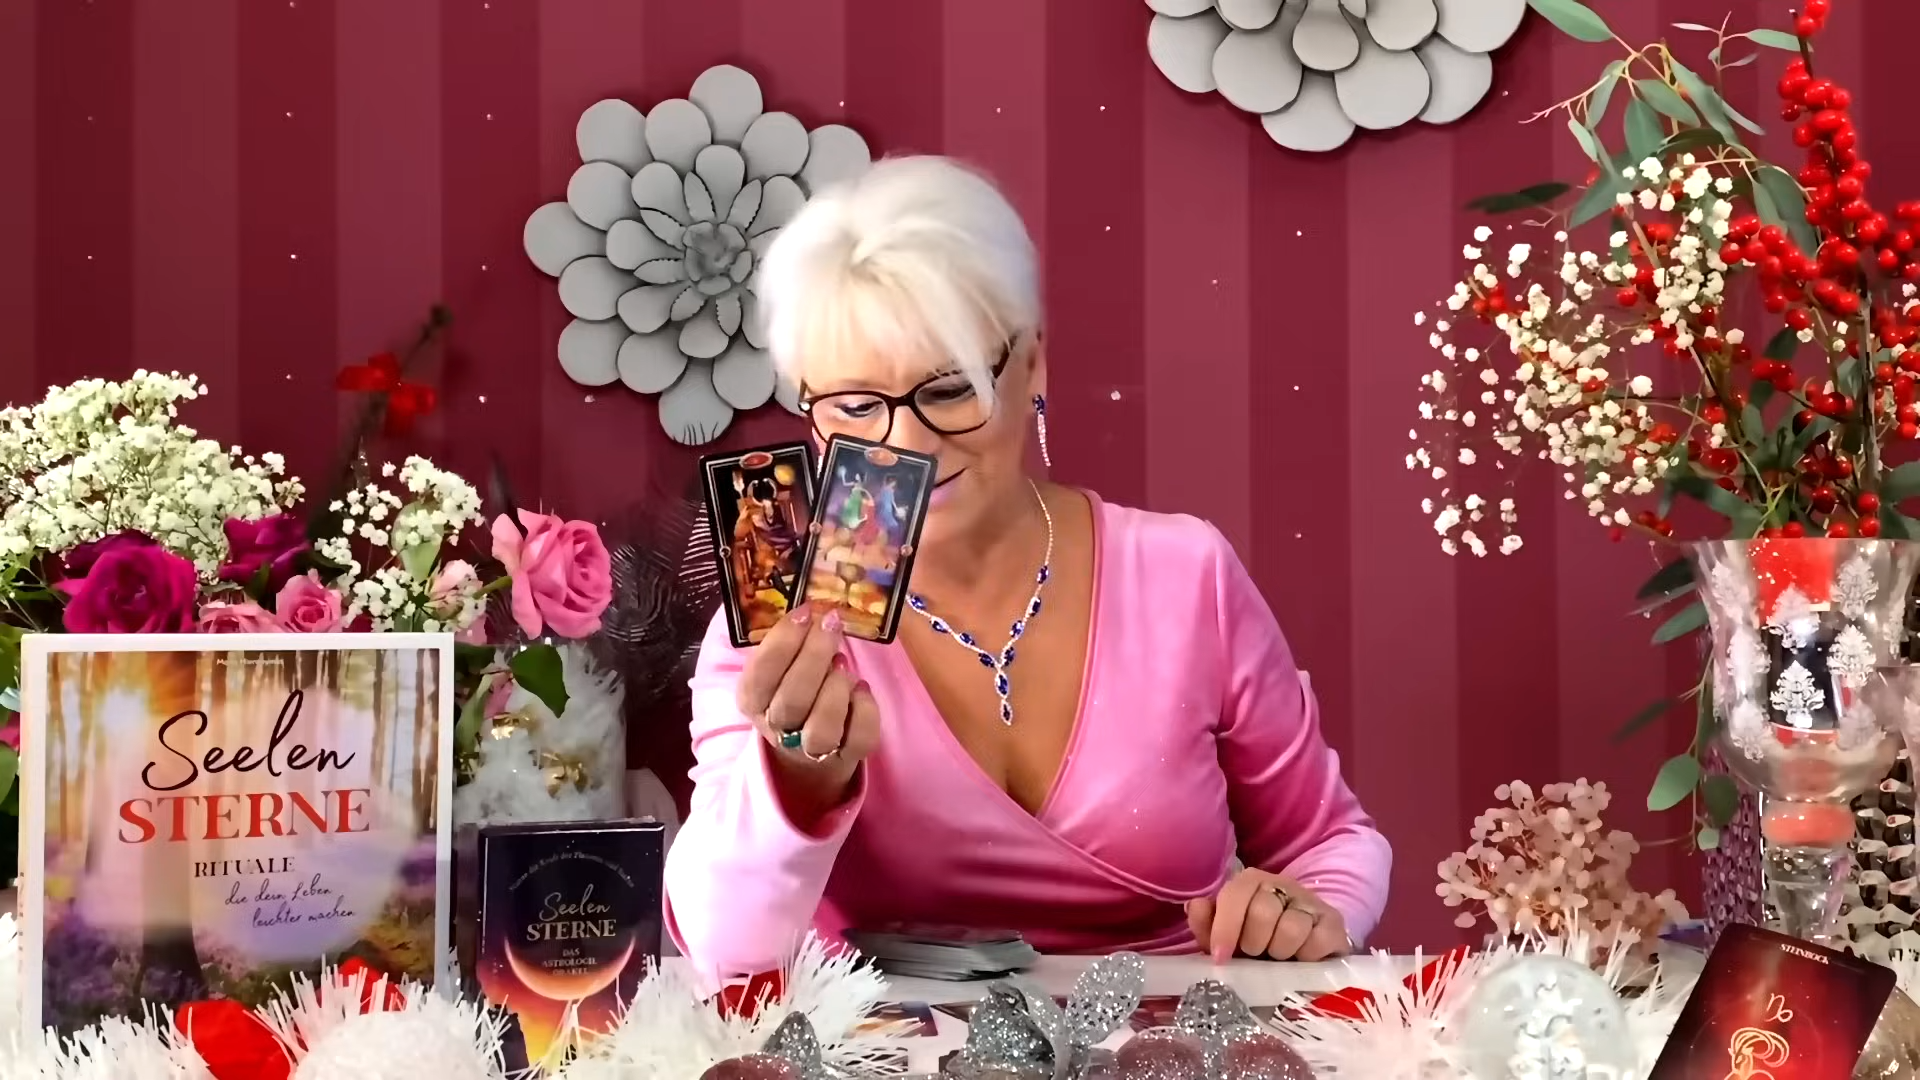 Seelen
STERNE
RITUALE
die dein Leben
leichter machen
Seelen
STERNE
DAS
ASTROLOGIE
ORAKEL
STEINBOCK